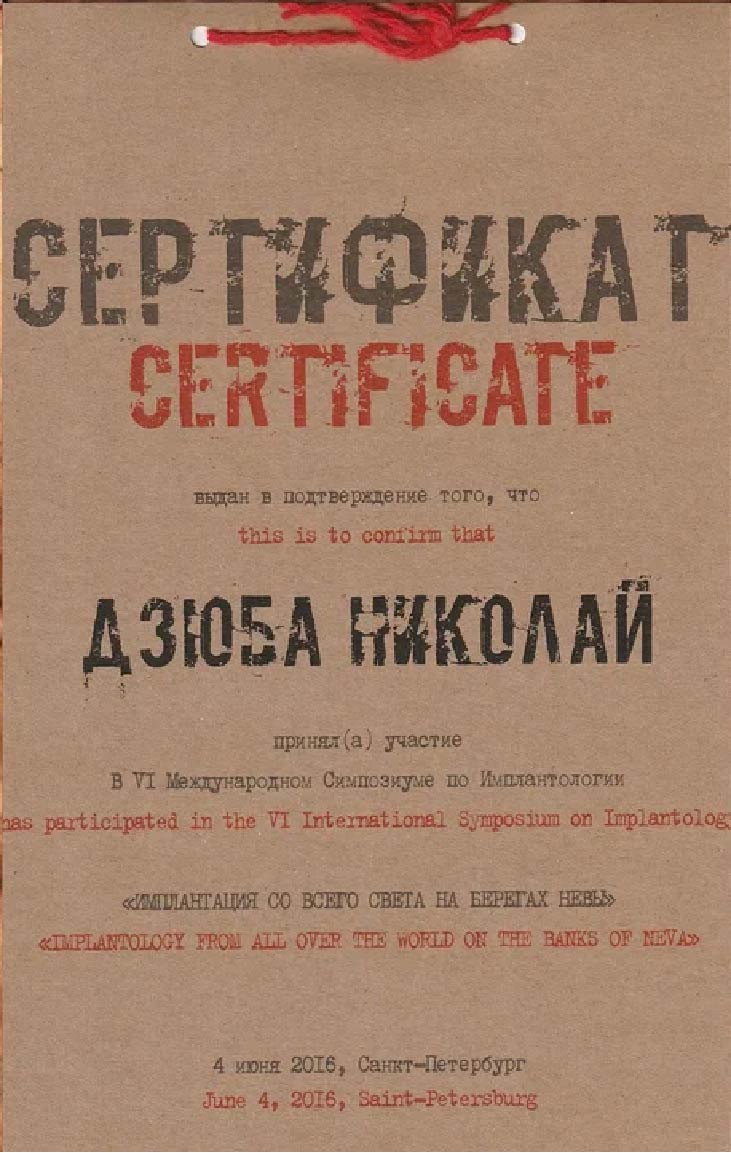 СЕРТИФИКАТ
CERTIFICATE
выдан в подтверждение того, что
this is to confirm that
ДЗЮБА НИКОЛАЙ
принял(а) участие
В VI Международном Симпозиуме по Имплантологии
has participated in the VI International Symposium on Implantology
«ИМПЛАНТАЦИЯ СО ВСЕГО СВЕТА НА БЕРЕГАХ НЕВЫ»
«IMPLANTOLOGY FROM ALL OVER THE WORLD ON THE BANKS OF NEVA»
4 июня 2016, Санкт-Петербург
June 4, 2016, Saint-Petersburg